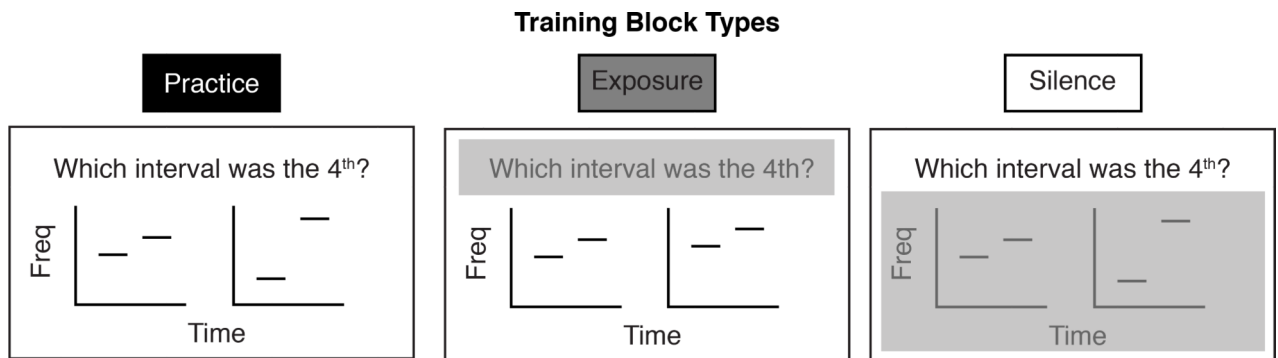 Training Block Types
Practice
Exposure
Silence
Which interval was the 4th?
Freq
Time
Which interval was the 4th?
Freq
Time
Which interval was the 4th?
Freq
Time